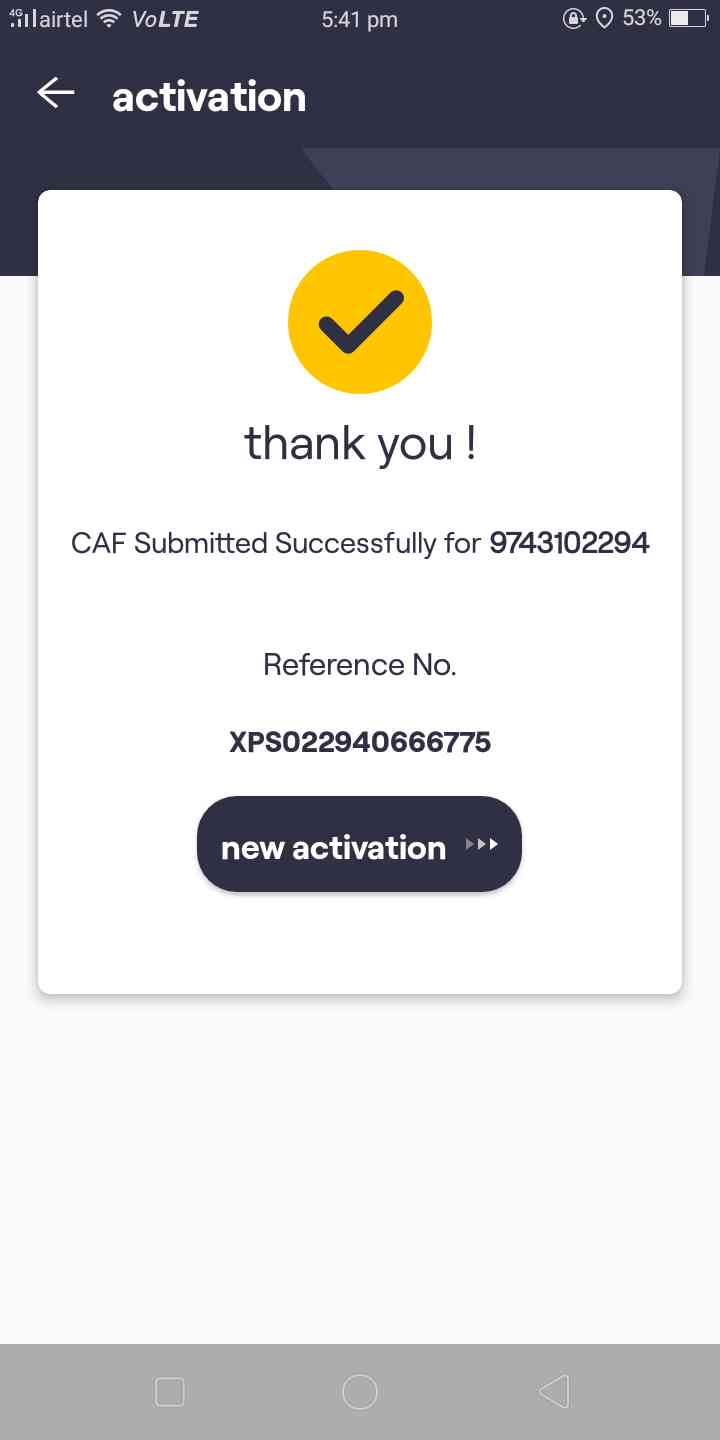 4G airtel VoLTE 5:41 pm 53%
activation
thank you !
CAF Submitted Successfully for 9743102294
Reference No.
XPS022940666775
new activation